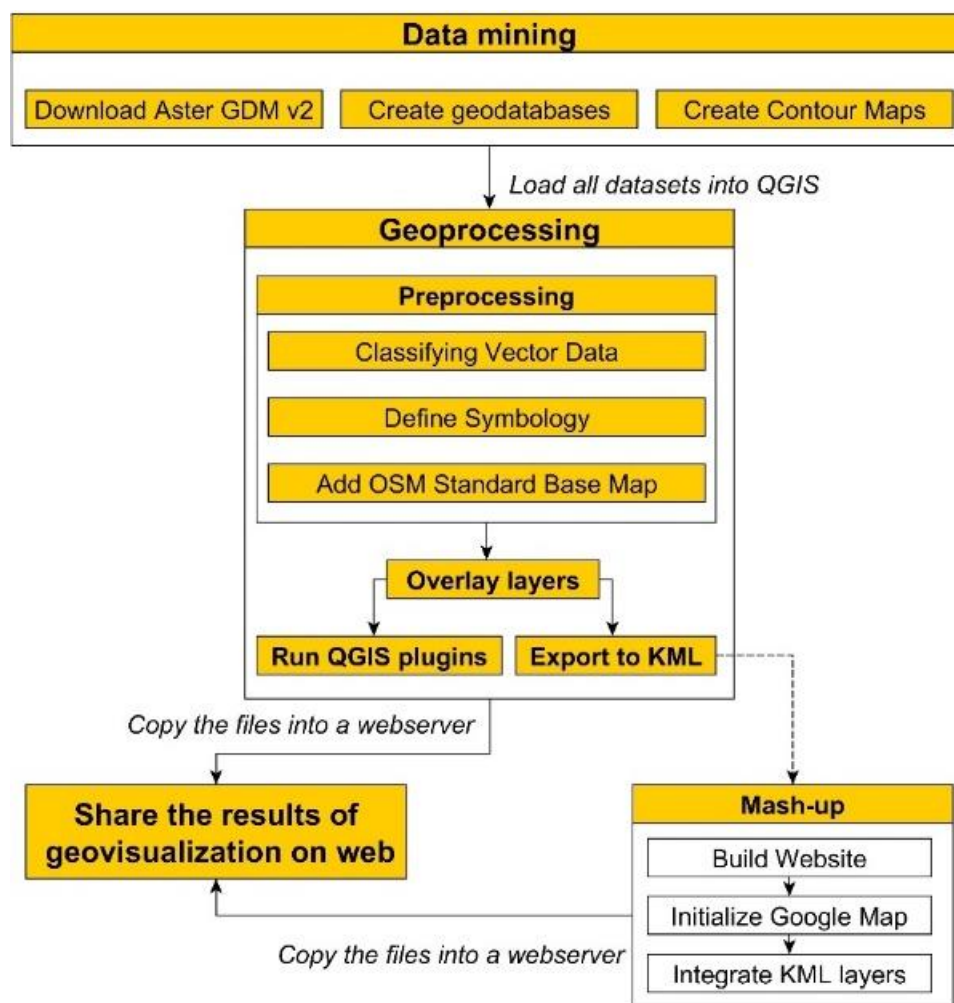 Data mining
Download Aster GDM v2
Create geodatabases
Create Contour Maps
Load all datasets into QGIS
Geoprocessing
Preprocessing
Classifying Vector Data
Define Symbology
Add OSM Standard Base Map
Overlay layers
Run QGIS plugins
Export to KML
Copy the files into a webserver
Share the results of
geovisualization on web
Mash-up
Build Website
Initialize Google Map
Integrate KML layers
Copy the files into a webserver